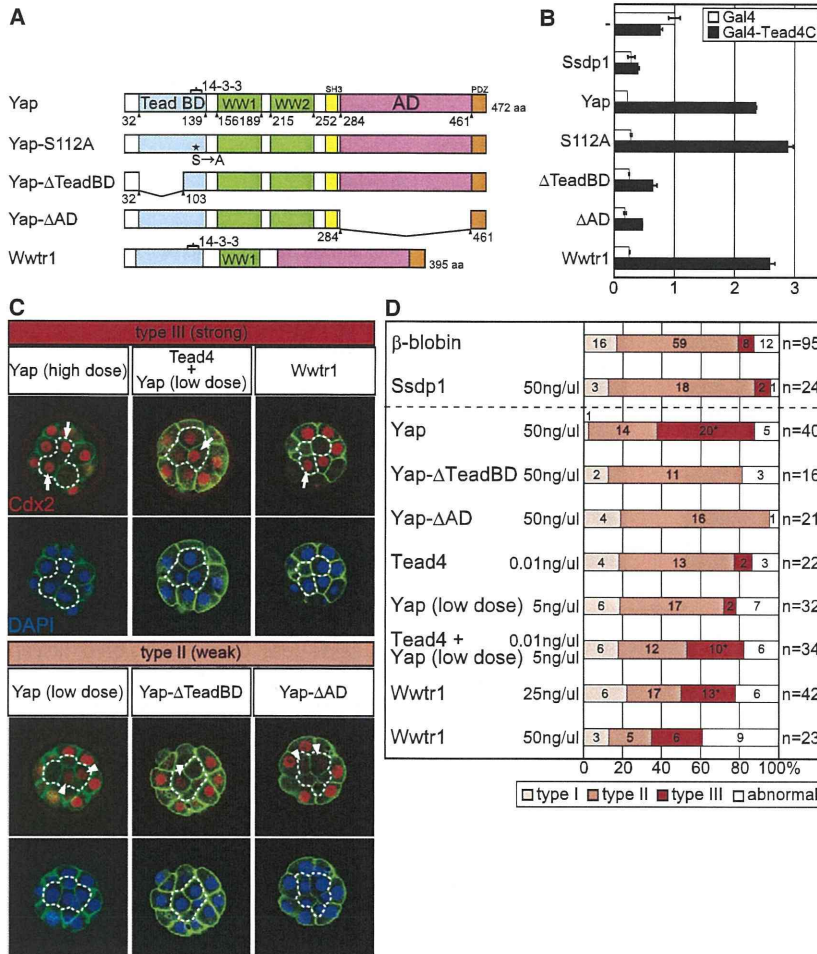 A
14-3-3
SH3
PDZ
Yap
Tead BD
WW1
WW2
AD
472 aa
32
139
156
189
215
252
284
461
Yap-S112A
★
S→A
Yap-ΔTeadBD
32
103
Yap-ΔAD
284
461
14-3-3
Wwtr1
WW1
395 aa
B
Gal4
Gal4-Tead4C
-
Ssdp1
Yap
S112A
ΔTeadBD
ΔAD
Wwtr1
0 1 2 3
C
type III (strong)
Yap (high dose)
Tead4
+
Yap (low dose)
Wwtr1
Cdx2
DAPI
type II (weak)
Yap (low dose)
Yap-ΔTeadBD
Yap-ΔAD
D
β-blobin 16 59 8 12 n=95
Ssdp1 50ng/ul 3 18 2 1 n=24
Yap 50ng/ul 1 14 20* 5 n=40
Yap-ΔTeadBD 50ng/ul 2 11 3 n=16
Yap-ΔAD 50ng/ul 4 16 1 n=21
Tead4 0.01ng/ul 4 13 2 3 n=22
Yap (low dose) 5ng/ul 6 17 2 7 n=32
Tead4 + 0.01ng/ul
Yap (low dose) 5ng/ul 6 12 10* 6 n=34
Wwtr1 25ng/ul 6 17 13* 6 n=42
Wwtr1 50ng/ul 3 5 6 9 n=23
0 20 40 60 80 100%
type I type II type III abnormal